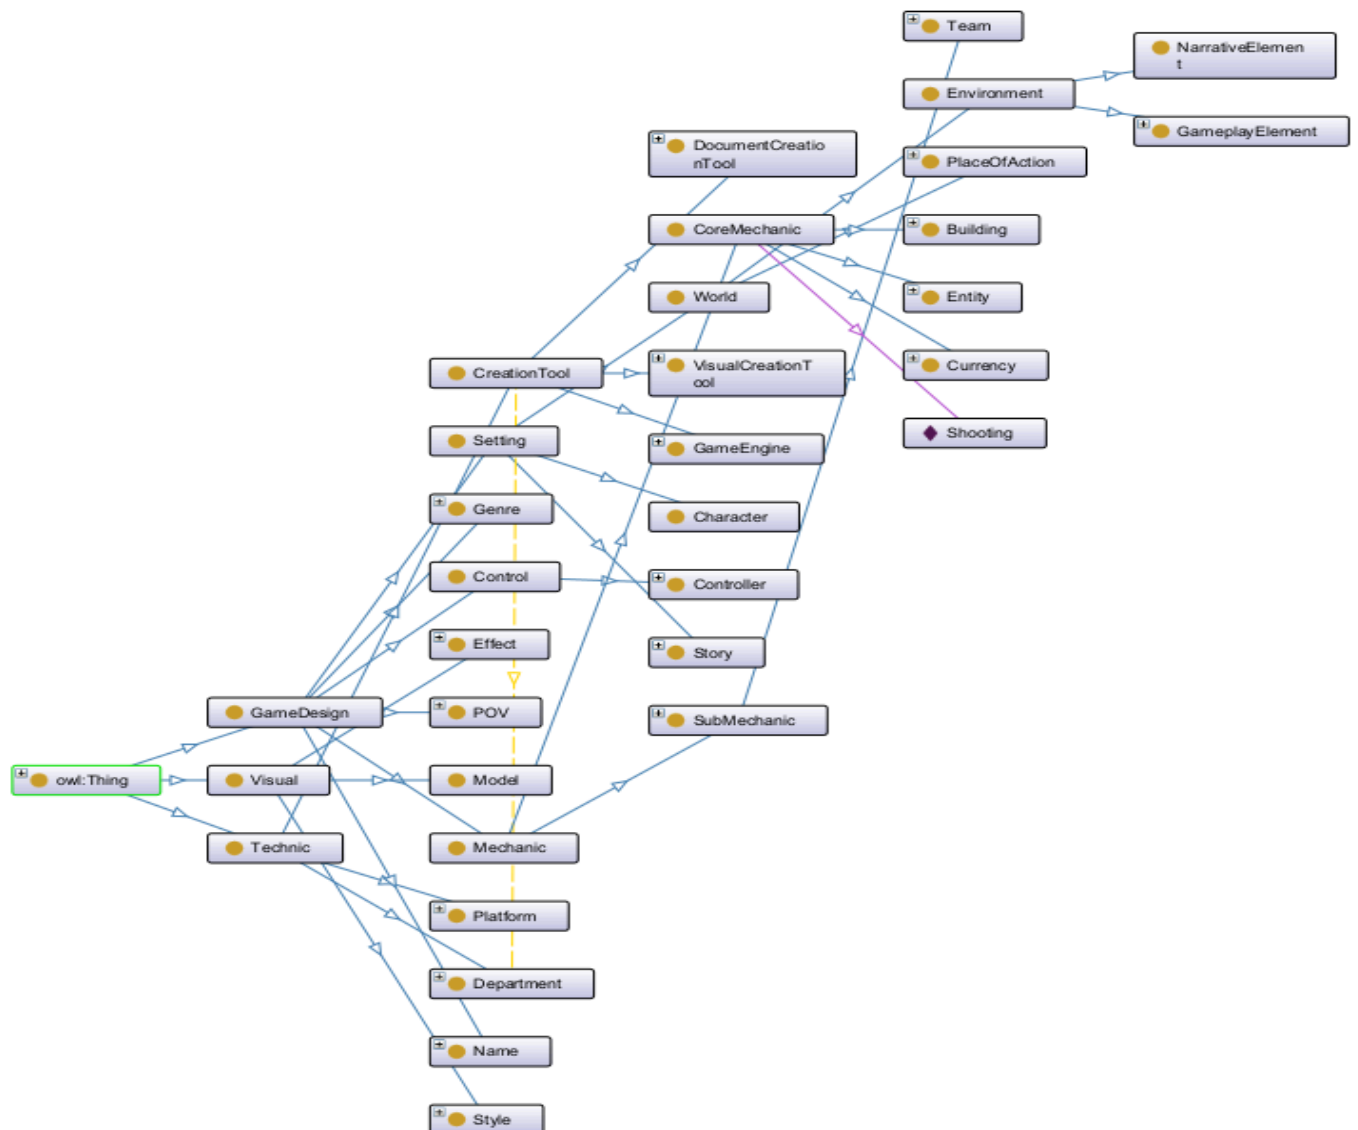 Team
NarrativeElemen
t
Environment
GameplayElement
DocumentCreatio
nTool
PlaceOfAction
CoreMechanic
Building
World
Entity
CreationTool
VisualCreationT
ool
Currency
Setting
GameEngine
Shooting
Genre
Character
Control
Controller
Effect
Story
GameDesign
POV
SubMechanic
owl:Thing
Visual
Model
Technic
Mechanic
Platform
Department
Name
Style